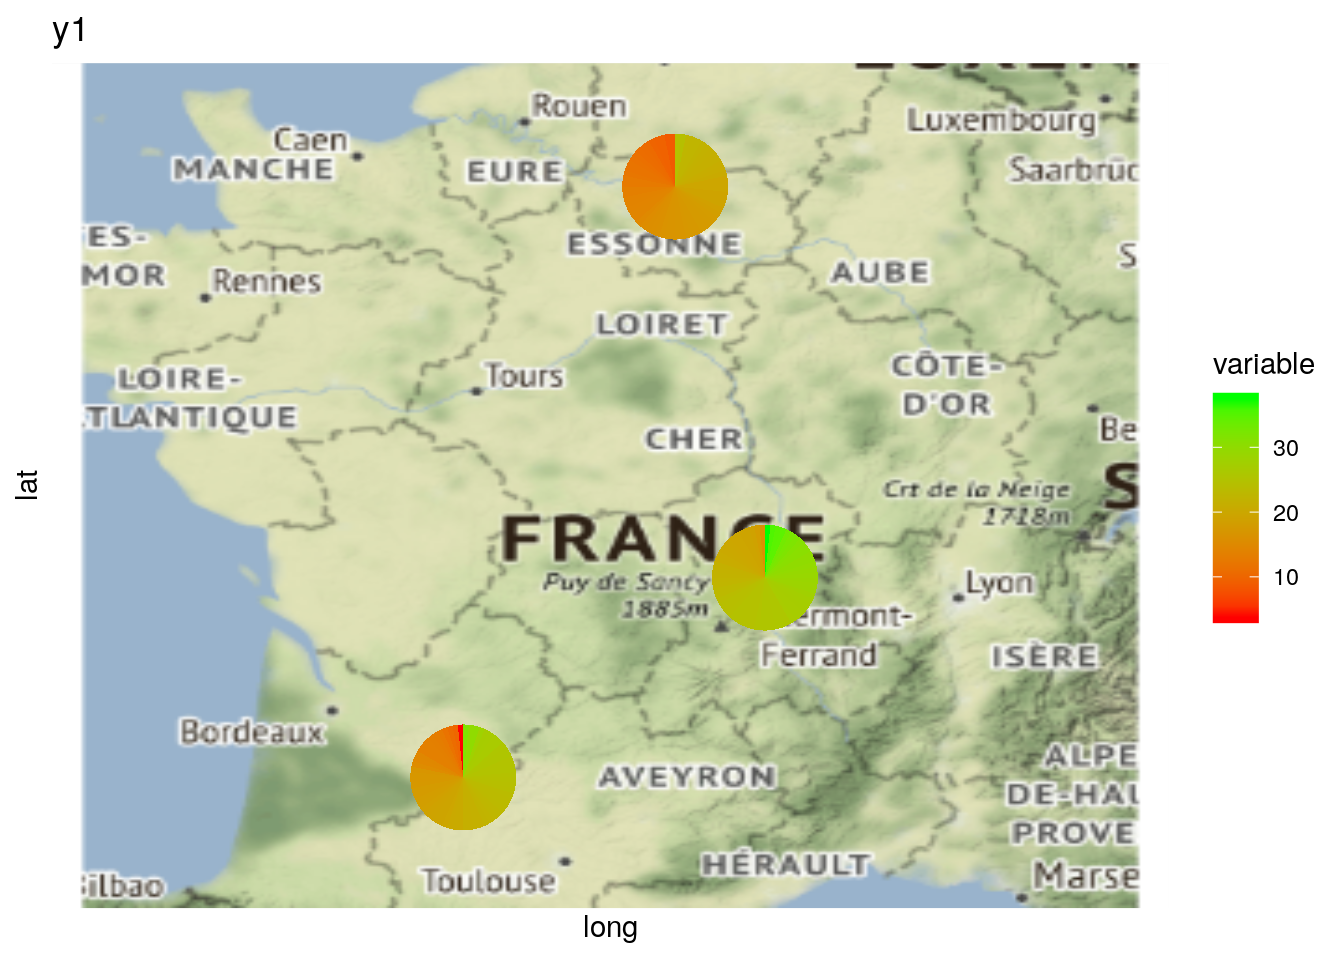 y1
Rouen
Luxembourg
Caen
MANCHE
EURE
Saarbrüc
ES-
MOR
ESSONNE
S
AUBE
Rennes
LOIRET
LOIRE-
TLANTIQUE
Tours
CÔTE-
D'OR
CHER
Be
Crt de la Neige
1718m
S
FRANCE
Puy de Sancy
1885m
Lyon
ermont-
Ferrand
ISÈRE
Bordeaux
AVEYRON
ALPE
DE-HAU
PROVE
HÉRAULT
Toulouse
ilbao
Marse
lat
long
variable
30
20
10